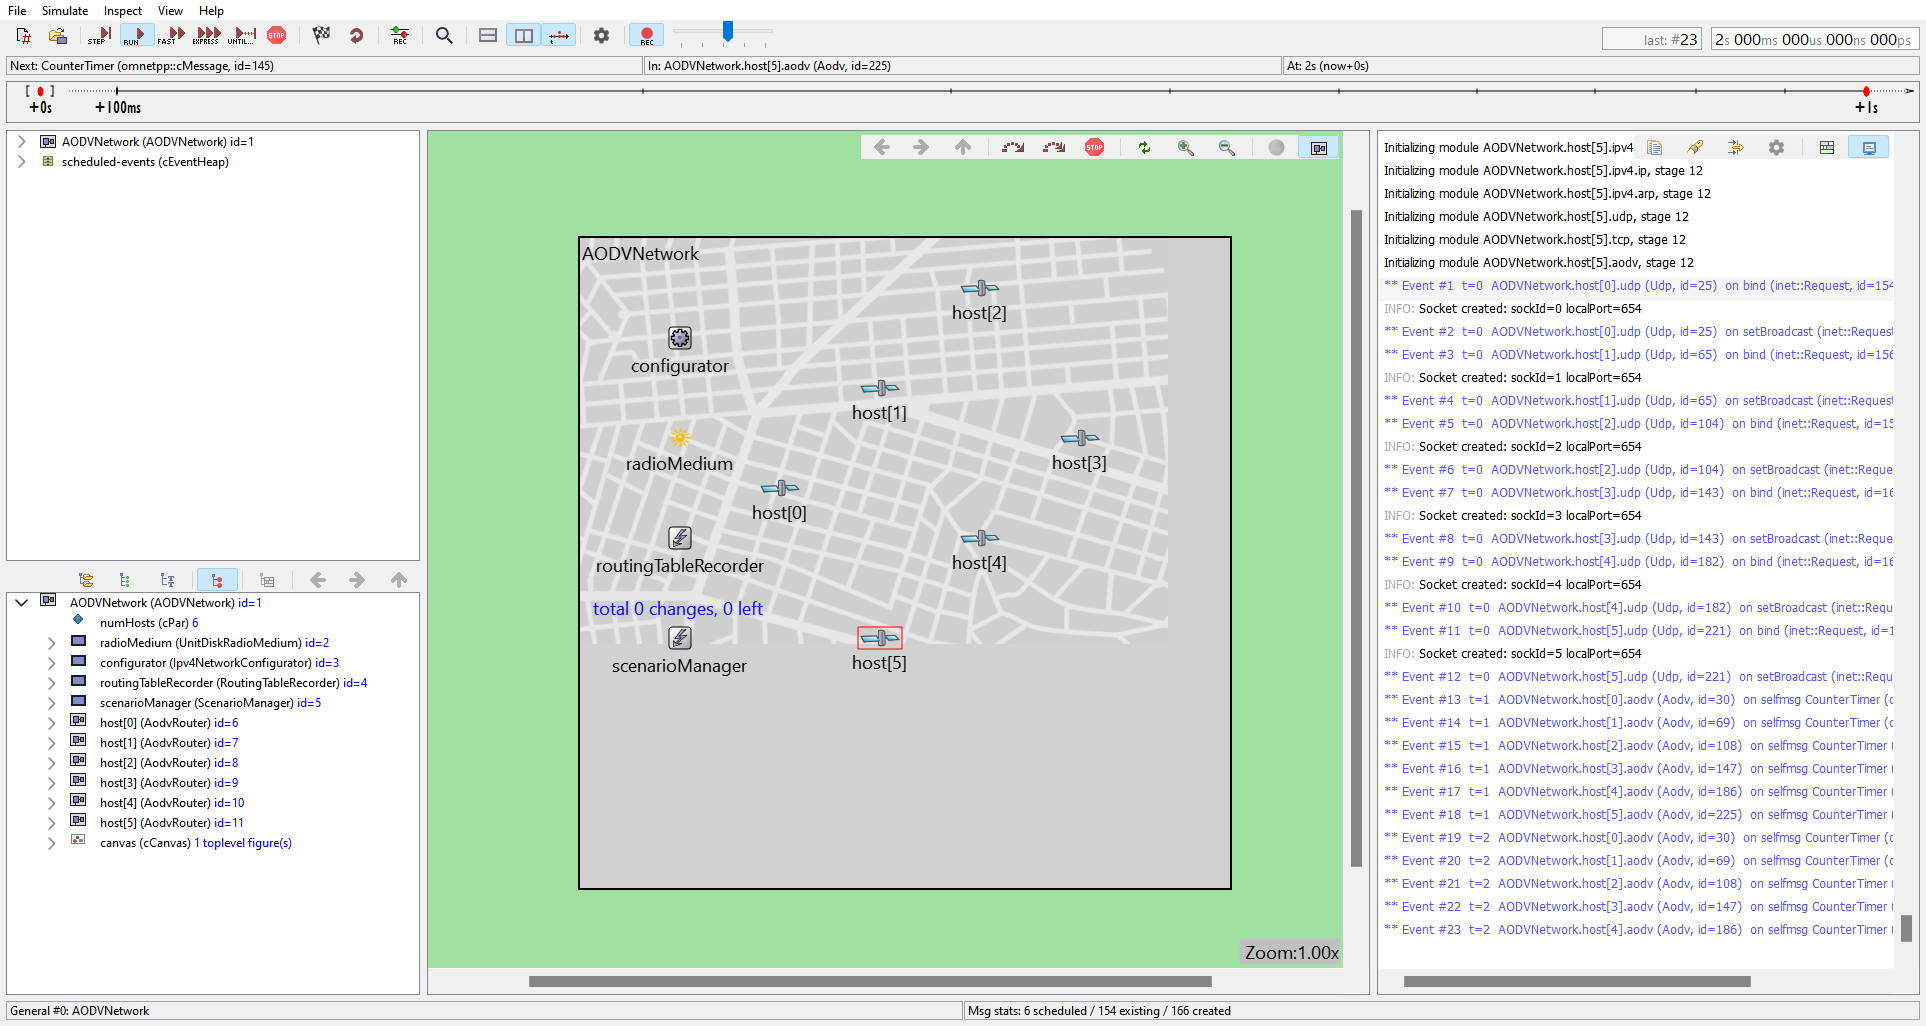 File Simulate Inspect View Help
STEP RUN FAST EXPRESS UNTIL... STOP REC REC
last: #23 2s 000ms 000us 000ns 000ps
Next: CounterTimer (omnetpp::cMessage, id=145) In: AODVNetwork.host[5].aodv (Aodv, id=225) At: 2s (now+0s)
+0s +100ms +1s
AODVNetwork (AODVNetwork) id=1
scheduled-events (cEventHeap)
AODVNetwork (AODVNetwork) id=1
numHosts (cPar) 6
radioMedium (UnitDiskRadioMedium) id=2
configurator (Ipv4NetworkConfigurator) id=3
routingTableRecorder (RoutingTableRecorder) id=4
scenarioManager (ScenarioManager) id=5
host[0] (AodvRouter) id=6
host[1] (AodvRouter) id=7
host[2] (AodvRouter) id=8
host[3] (AodvRouter) id=9
host[4] (AodvRouter) id=10
host[5] (AodvRouter) id=11
canvas (cCanvas) 1 toplevel figure(s)
STOP
AODVNetwork
host[2]
configurator
host[1]
radioMedium
host[3]
host[0]
routingTableRecorder
host[4]
total 0 changes, 0 left
scenarioManager
host[5]
Zoom:1.00x
Initializing module AODVNetwork.host[5].ipv4
Initializing module AODVNetwork.host[5].ipv4.ip, stage 12
Initializing module AODVNetwork.host[5].ipv4.arp, stage 12
Initializing module AODVNetwork.host[5].udp, stage 12
Initializing module AODVNetwork.host[5].tcp, stage 12
Initializing module AODVNetwork.host[5].aodv, stage 12
** Event #1 t=0 AODVNetwork.host[0].udp (Udp, id=25) on bind (inet::Request, id=154
INFO: Socket created: sockId=0 localPort=654
** Event #2 t=0 AODVNetwork.host[0].udp (Udp, id=25) on setBroadcast (inet::Request
** Event #3 t=0 AODVNetwork.host[1].udp (Udp, id=65) on bind (inet::Request, id=156
INFO: Socket created: sockId=1 localPort=654
** Event #4 t=0 AODVNetwork.host[1].udp (Udp, id=65) on setBroadcast (inet::Request
** Event #5 t=0 AODVNetwork.host[2].udp (Udp, id=104) on bind (inet::Request, id=15
INFO: Socket created: sockId=2 localPort=654
** Event #6 t=0 AODVNetwork.host[2].udp (Udp, id=104) on setBroadcast (inet::Reque
** Event #7 t=0 AODVNetwork.host[3].udp (Udp, id=143) on bind (inet::Request, id=16
INFO: Socket created: sockId=3 localPort=654
** Event #8 t=0 AODVNetwork.host[3].udp (Udp, id=143) on setBroadcast (inet::Reque
** Event #9 t=0 AODVNetwork.host[4].udp (Udp, id=182) on bind (inet::Request, id=16
INFO: Socket created: sockId=4 localPort=654
** Event #10 t=0 AODVNetwork.host[4].udp (Udp, id=182) on setBroadcast (inet::Requ
** Event #11 t=0 AODVNetwork.host[5].udp (Udp, id=221) on bind (inet::Request, id=1
INFO: Socket created: sockId=5 localPort=654
** Event #12 t=0 AODVNetwork.host[5].udp (Udp, id=221) on setBroadcast (inet::Requ
** Event #13 t=1 AODVNetwork.host[0].aodv (Aodv, id=30) on selfmsg CounterTimer (o
** Event #14 t=1 AODVNetwork.host[1].aodv (Aodv, id=69) on selfmsg CounterTimer (o
** Event #15 t=1 AODVNetwork.host[2].aodv (Aodv, id=108) on selfmsg CounterTimer (
** Event #16 t=1 AODVNetwork.host[3].aodv (Aodv, id=147) on selfmsg CounterTimer (
** Event #17 t=1 AODVNetwork.host[4].aodv (Aodv, id=186) on selfmsg CounterTimer (
** Event #18 t=1 AODVNetwork.host[5].aodv (Aodv, id=225) on selfmsg CounterTimer (
** Event #19 t=2 AODVNetwork.host[0].aodv (Aodv, id=30) on selfmsg CounterTimer (o
** Event #20 t=2 AODVNetwork.host[1].aodv (Aodv, id=69) on selfmsg CounterTimer (o
** Event #21 t=2 AODVNetwork.host[2].aodv (Aodv, id=108) on selfmsg CounterTimer (
** Event #22 t=2 AODVNetwork.host[3].aodv (Aodv, id=147) on selfmsg CounterTimer (
** Event #23 t=2 AODVNetwork.host[4].aodv (Aodv, id=186) on selfmsg CounterTimer (
General #0: AODVNetwork Msg stats: 6 scheduled / 154 existing / 166 created